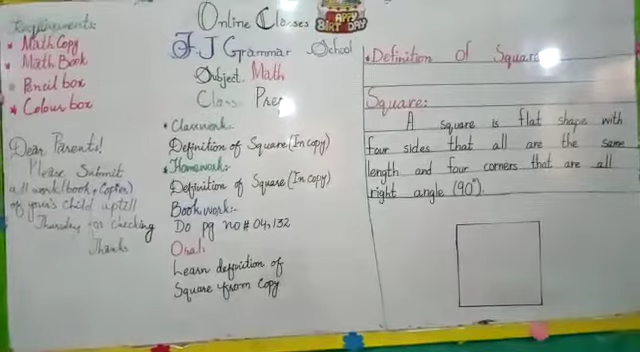 Requirements:
* Math Copy
* Math Book
* Pencil box
* Colour box
Dear Parents!
Please Submit
all work (book, Copies)
of your's child uptill
Thursday for checking
Thanks
Online Classes
HAPPY
BIRTHDAY
F J Grammar School
Subject Math
Class Prep
* Classwork:-
Definition of Square (In copy)
* Homework:-
Definition of Square (In copy)
Book work:-
Do pg no # 04, 132
Oral:
Learn definition of
Square from copy
* Definition of Square
Square:
A square is flat shape with
four sides that all are the same
length and four corners that are all
right angle (90°).